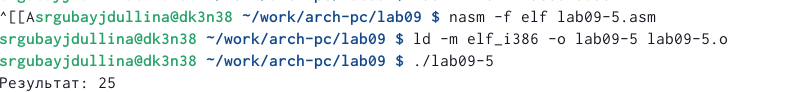 ^[[Asrgubayjdullina@dk3n38 ~/work/arch-pc/lab09 $ nasm -f elf lab09-5.asm
srgubayjdullina@dk3n38 ~/work/arch-pc/lab09 $ ld -m elf_i386 -o lab09-5 lab09-5.o
srgubayjdullina@dk3n38 ~/work/arch-pc/lab09 $ ./lab09-5
Результат: 25